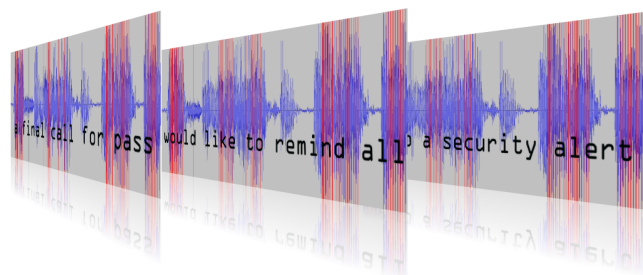 a final call for pass
would like to remind all
a security alert